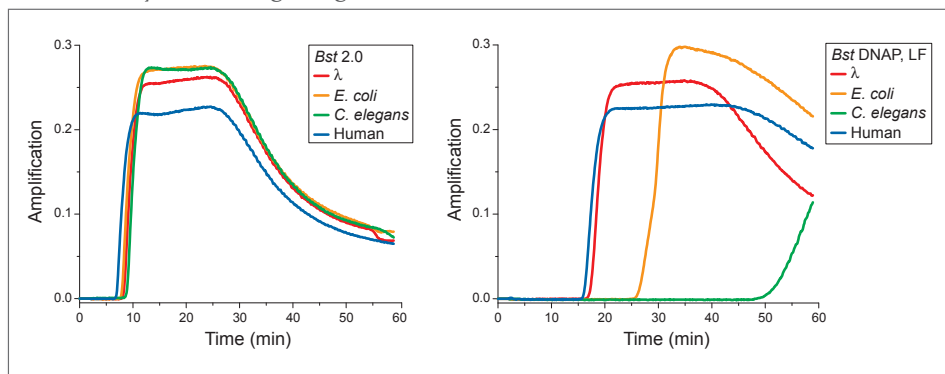 Bst 2.0
λ
E. coli
C. elegans
Human
0.3
0.2
0.1
0.0
Amplification
0 10 20 30 40 50 60
Time (min)
Bst DNAP, LF
λ
E. coli
C. elegans
Human
0.3
0.2
0.1
0.0
Amplification
0 10 20 30 40 50 60
Time (min)